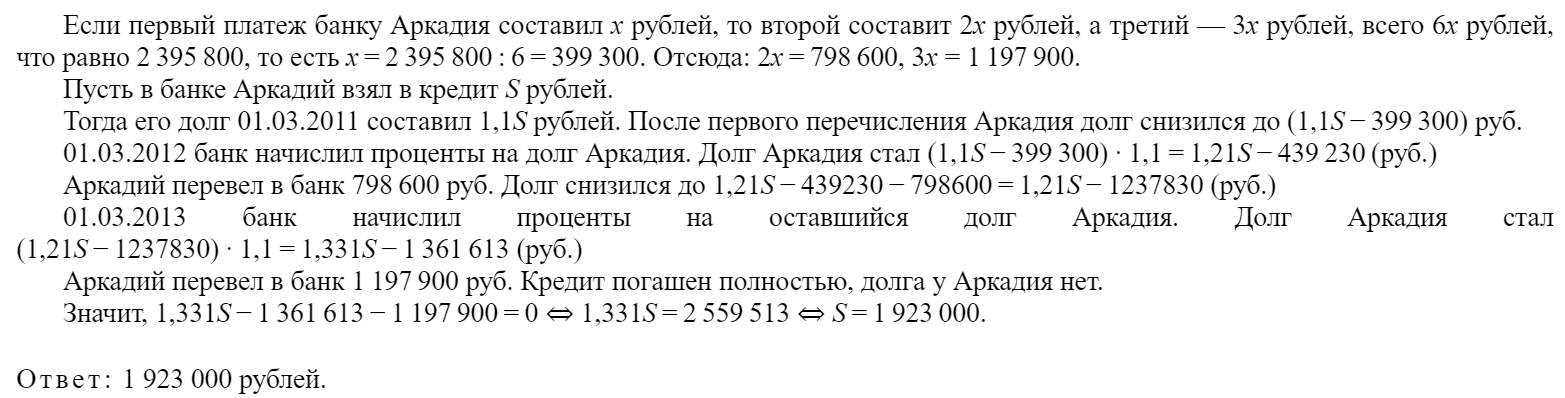 Если первый платеж банку Аркадия составил x рублей, то второй составит 2x рублей, а третий — 3x рублей, всего 6x рублей,
что равно 2 395 800, то есть x = 2 395 800 : 6 = 399 300. Отсюда: 2x = 798 600, 3x = 1 197 900.
Пусть в банке Аркадий взял в кредит S рублей.
Тогда его долг 01.03.2011 составил 1,1S рублей. После первого перечисления Аркадия долг снизился до (1,1S − 399 300) руб.
01.03.2012 банк начислил проценты на долг Аркадия. Долг Аркадия стал (1,1S − 399 300) · 1,1 = 1,21S − 439 230 (руб.)
Аркадий перевел в банк 798 600 руб. Долг снизился до 1,21S − 439230 − 798600 = 1,21S − 1237830 (руб.)
01.03.2013 банк начислил проценты на оставшийся долг Аркадия. Долг Аркадия стал
(1,21S − 1237830) · 1,1 = 1,331S − 1 361 613 (руб.)
Аркадий перевел в банк 1 197 900 руб. Кредит погашен полностью, долга у Аркадия нет.
Значит, 1,331S − 1 361 613 − 1 197 900 = 0 ⇔ 1,331S = 2 559 513 ⇔ S = 1 923 000.
Ответ: 1 923 000 рублей.